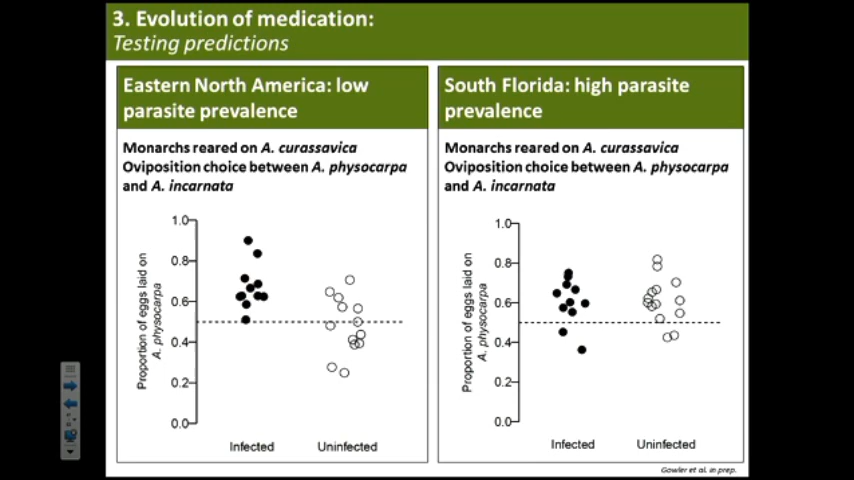 3. Evolution of medication:
Testing predictions
Eastern North America: low
parasite prevalence
Monarchs reared on A. curassavica
Oviposition choice between A. physocarpa
and A. incarnata
Proportion of eggs laid on
A. physocarpa
1.0
0.8
0.6
0.4
0.2
0.0
Infected
Uninfected
South Florida: high parasite
prevalence
Monarchs reared on A. curassavica
Oviposition choice between A. physocarpa
and A. incarnata
Proportion of eggs laid on
A. physocarpa
1.0
0.8
0.6
0.4
0.2
0.0
Infected
Uninfected
Gowler et al. in prep.